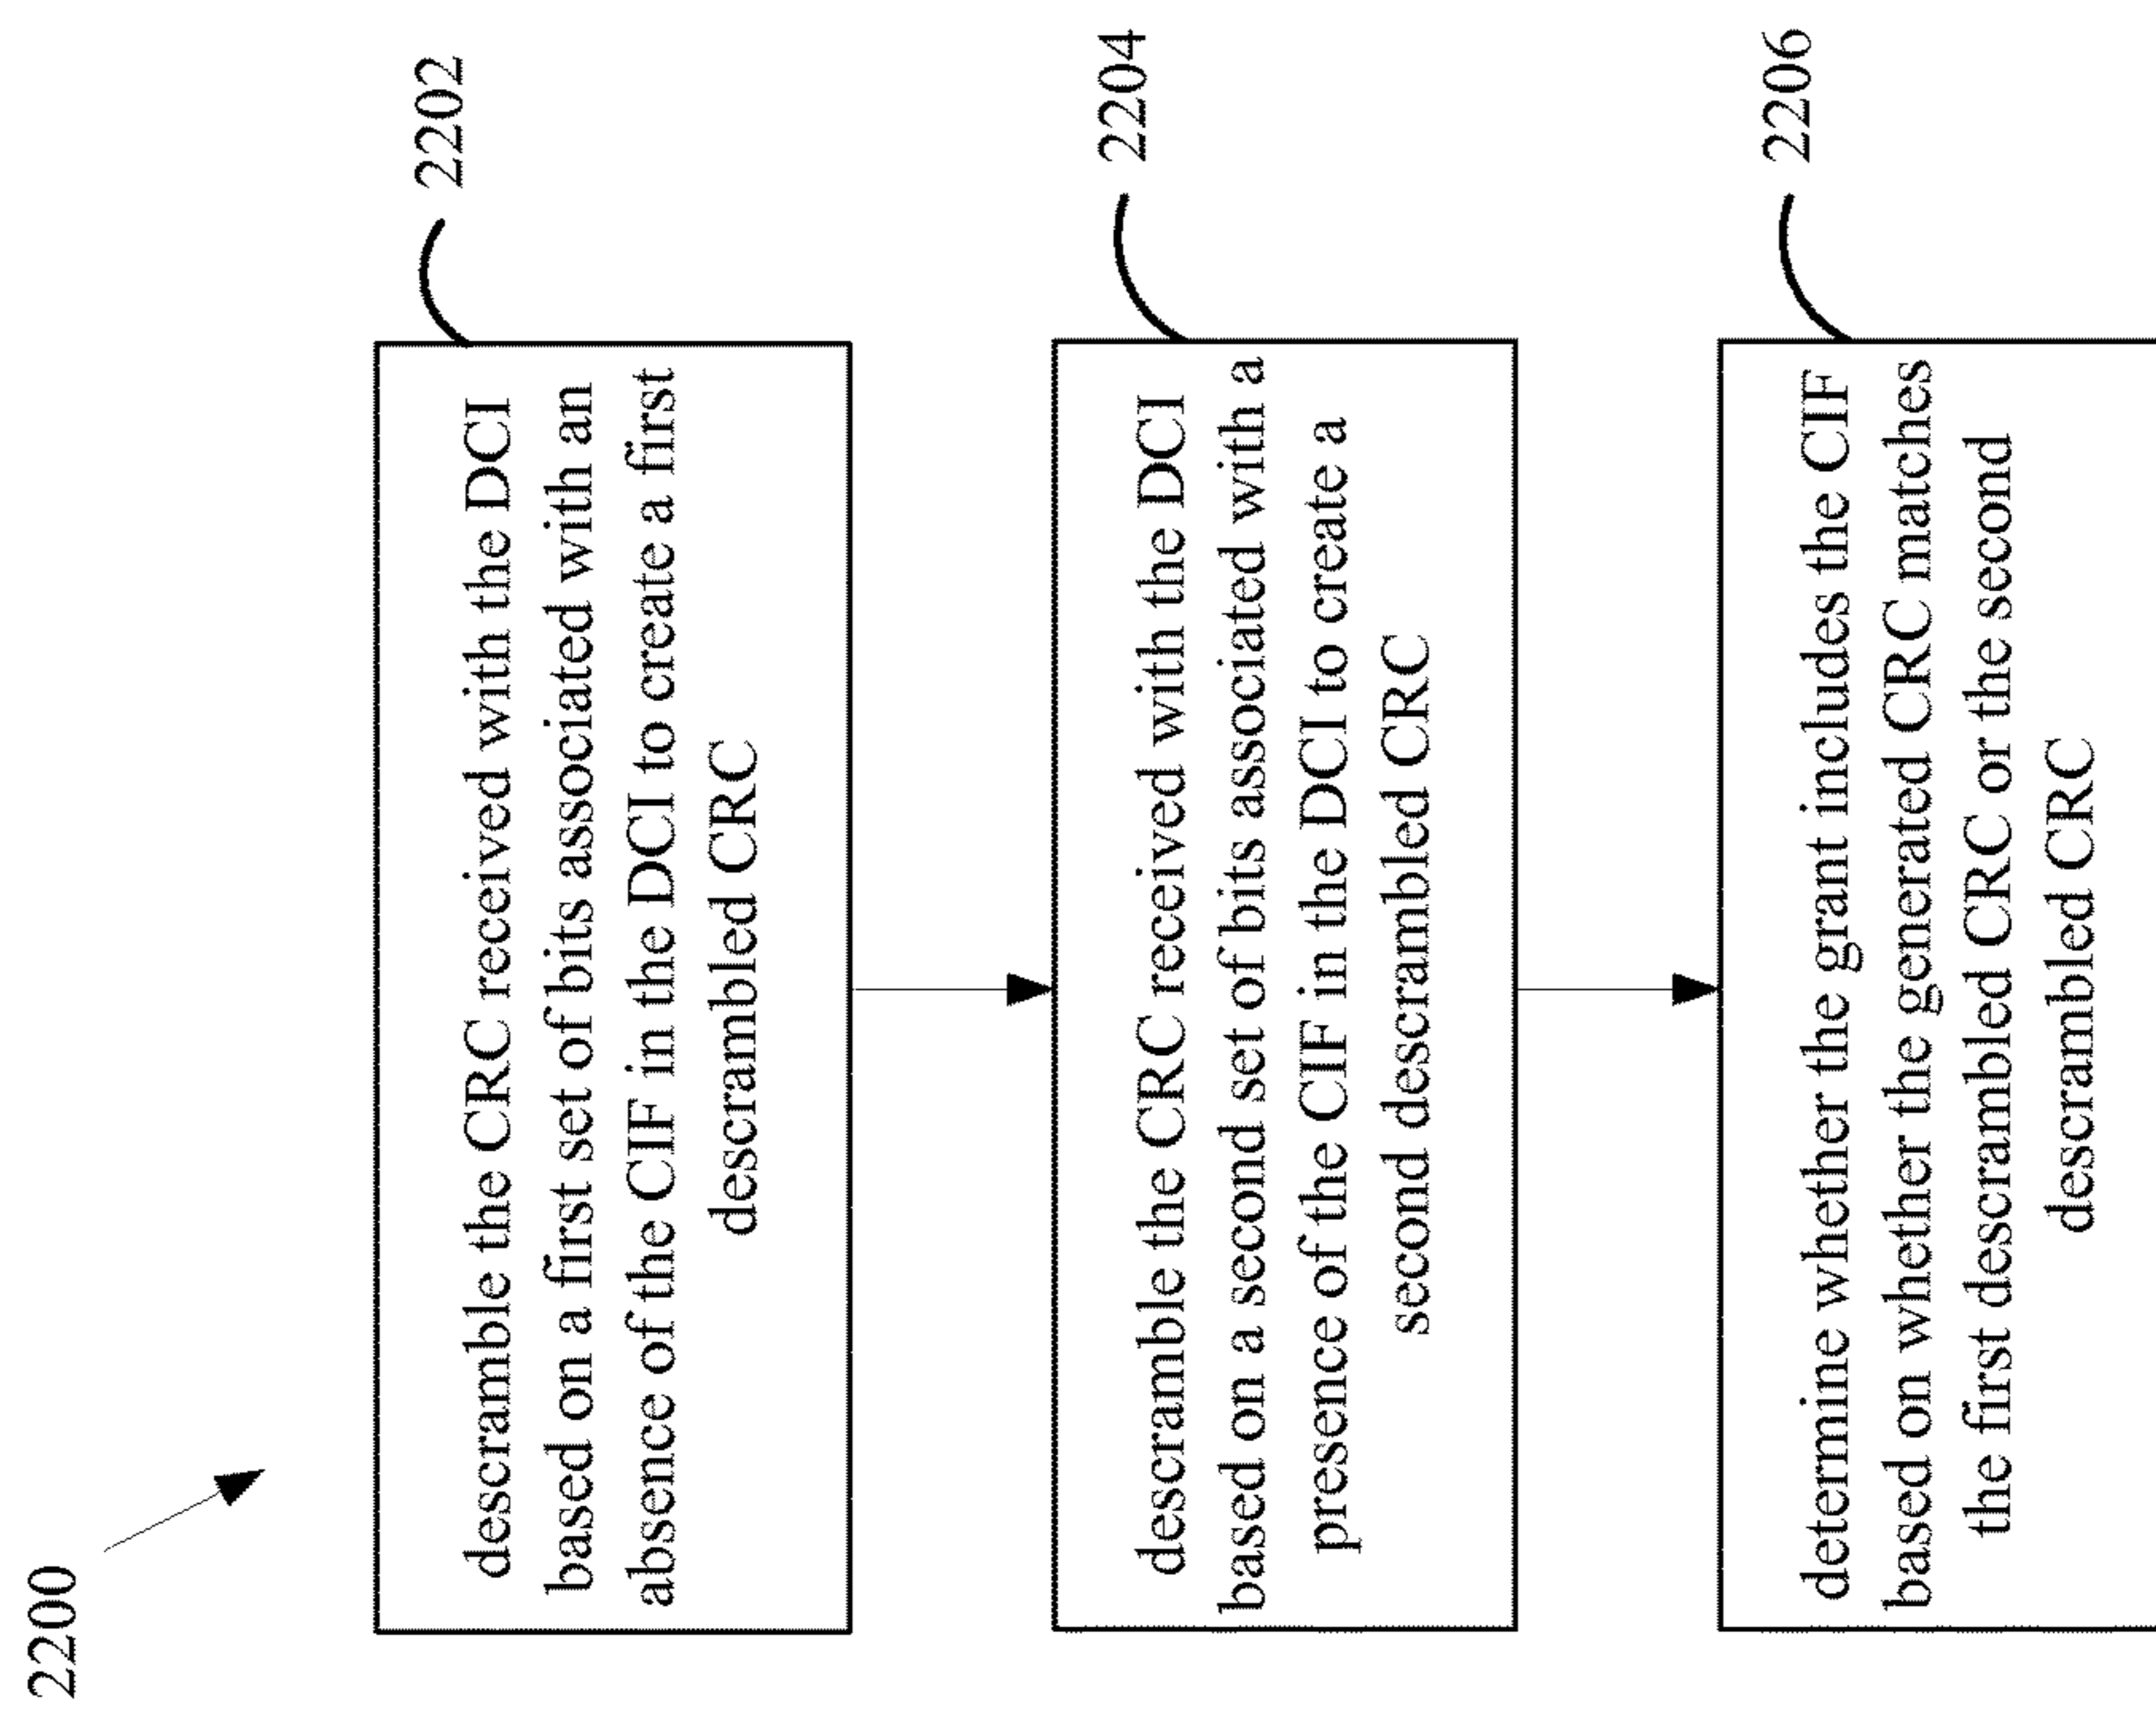 2200
2202
descramble the CRC received with the DCI
based on a first set of bits associated with an
absence of the CIF in the DCI to create a first
descrambled CRC
2204
descramble the CRC received with the DCI
based on a second set of bits associated with a
presence of the CIF in the DCI to create a
second descrambled CRC
2206
determine whether the grant includes the CIF
based on whether the generated CRC matches
the first descrambled CRC or the second
descrambled CRC